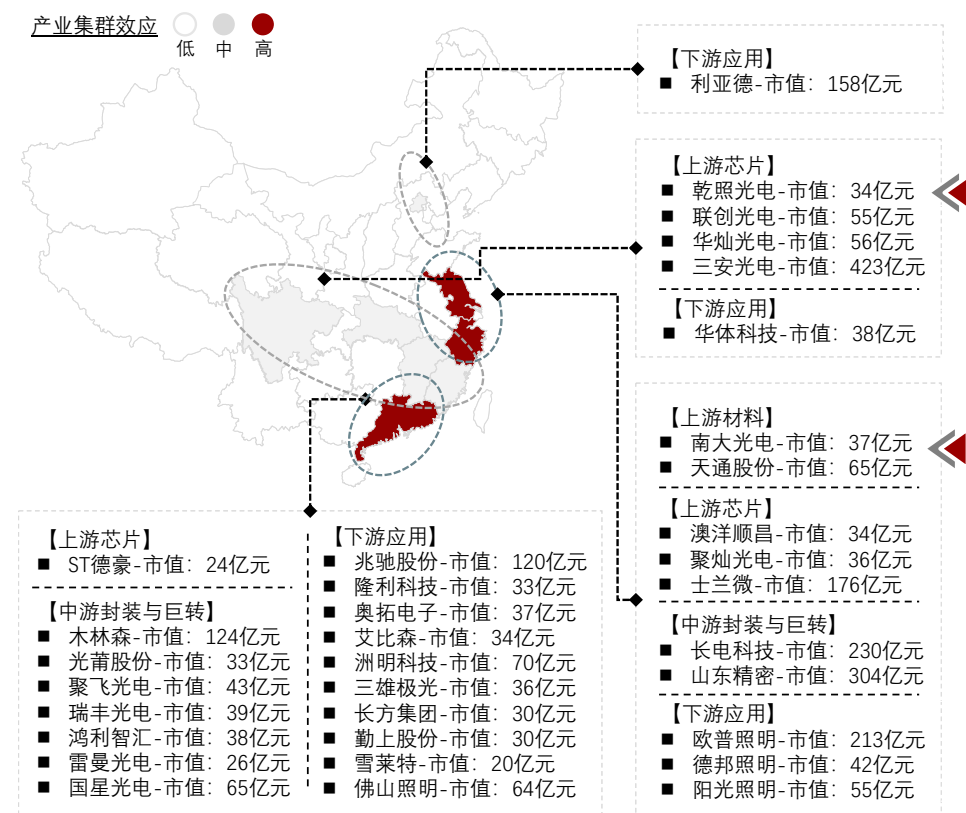 产业集群效应
低 中 高
【下游应用】
■ 利亚德-市值：158亿元
【上游芯片】
■ 乾照光电-市值：34亿元
■ 联创光电-市值：55亿元
■ 华灿光电-市值：56亿元
■ 三安光电-市值：423亿元
【下游应用】
■ 华体科技-市值：38亿元
【上游材料】
■ 南大光电-市值：37亿元
■ 天通股份-市值：65亿元
【上游芯片】
■ 澳洋顺昌-市值：34亿元
■ 聚灿光电-市值：36亿元
■ 士兰微-市值：176亿元
【中游封装与巨转】
■ 长电科技-市值：230亿元
■ 山东精密-市值：304亿元
【下游应用】
■ 欧普照明-市值：213亿元
■ 德邦照明-市值：42亿元
■ 阳光照明-市值：55亿元
【上游芯片】
■ ST德豪-市值：24亿元
【中游封装与巨转】
■ 木林森-市值：124亿元
■ 光莆股份-市值：33亿元
■ 聚飞光电-市值：43亿元
■ 瑞丰光电-市值：39亿元
■ 鸿利智汇-市值：38亿元
■ 雷曼光电-市值：26亿元
■ 国星光电-市值：65亿元
【下游应用】
■ 兆驰股份-市值：120亿元
■ 隆利科技-市值：33亿元
■ 奥拓电子-市值：37亿元
■ 艾比森-市值：34亿元
■ 洲明科技-市值：70亿元
■ 三雄极光-市值：36亿元
■ 长方集团-市值：30亿元
■ 勤上股份-市值：30亿元
■ 雪莱特-市值：20亿元
■ 佛山照明-市值：64亿元